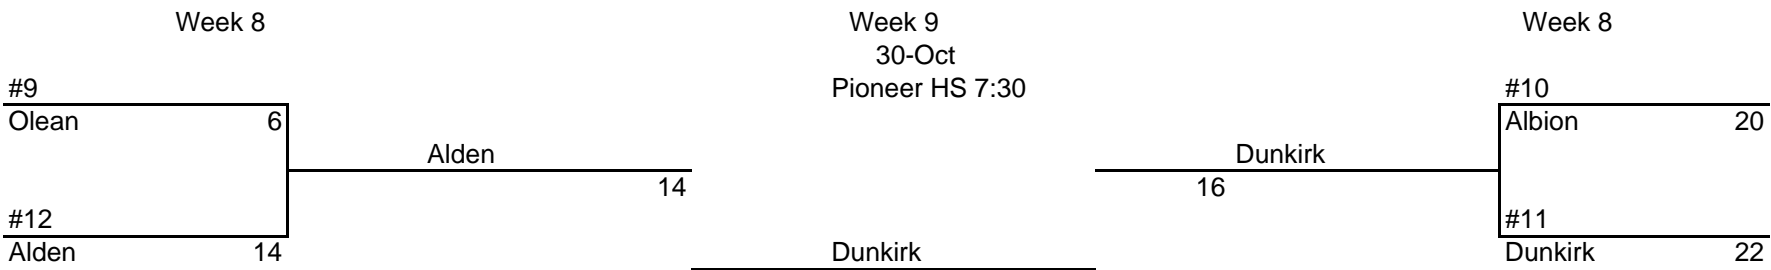 Week 8 Week 9 Week 8
30-Oct
#9 Pioneer HS 7:30 #10
Olean 6 Albion 20
Alden Dunkirk
14 16
#12 #11
Alden 14 Dunkirk Dunkirk 22